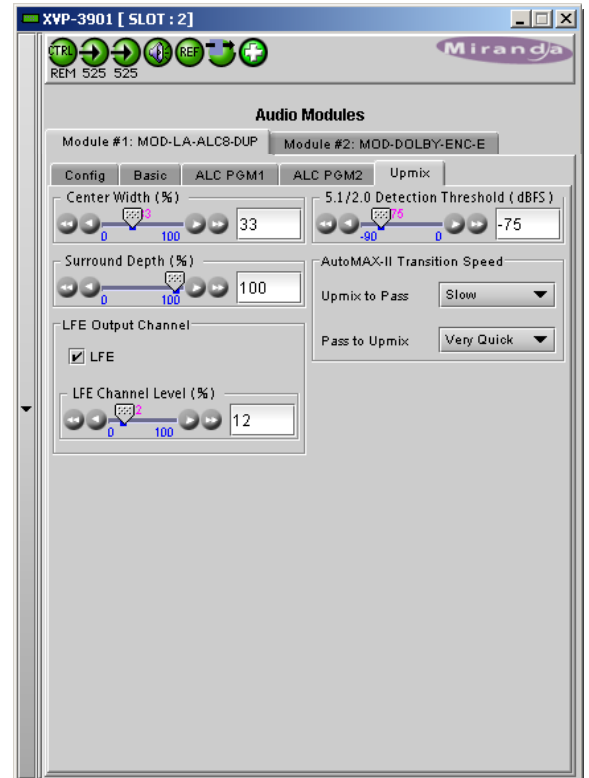 XVP-3901 [ SLOT : 2]
CTRL REF Miranda
REM 525 525
Audio Modules
Module #1: MOD-LA-ALC8-DUP Module #2: MOD-DOLBY-ENC-E
Config Basic ALC PGM1 ALC PGM2 Upmix
Center Width (%)
33
0 100
5.1/2.0 Detection Threshold ( dBFS )
-75
-90 0
Surround Depth (%)
100
0 100
AutoMAX-II Transition Speed
Upmix to Pass Slow
Pass to Upmix Very Quick
LFE Output Channel
LFE
LFE Channel Level (%)
12
0 100